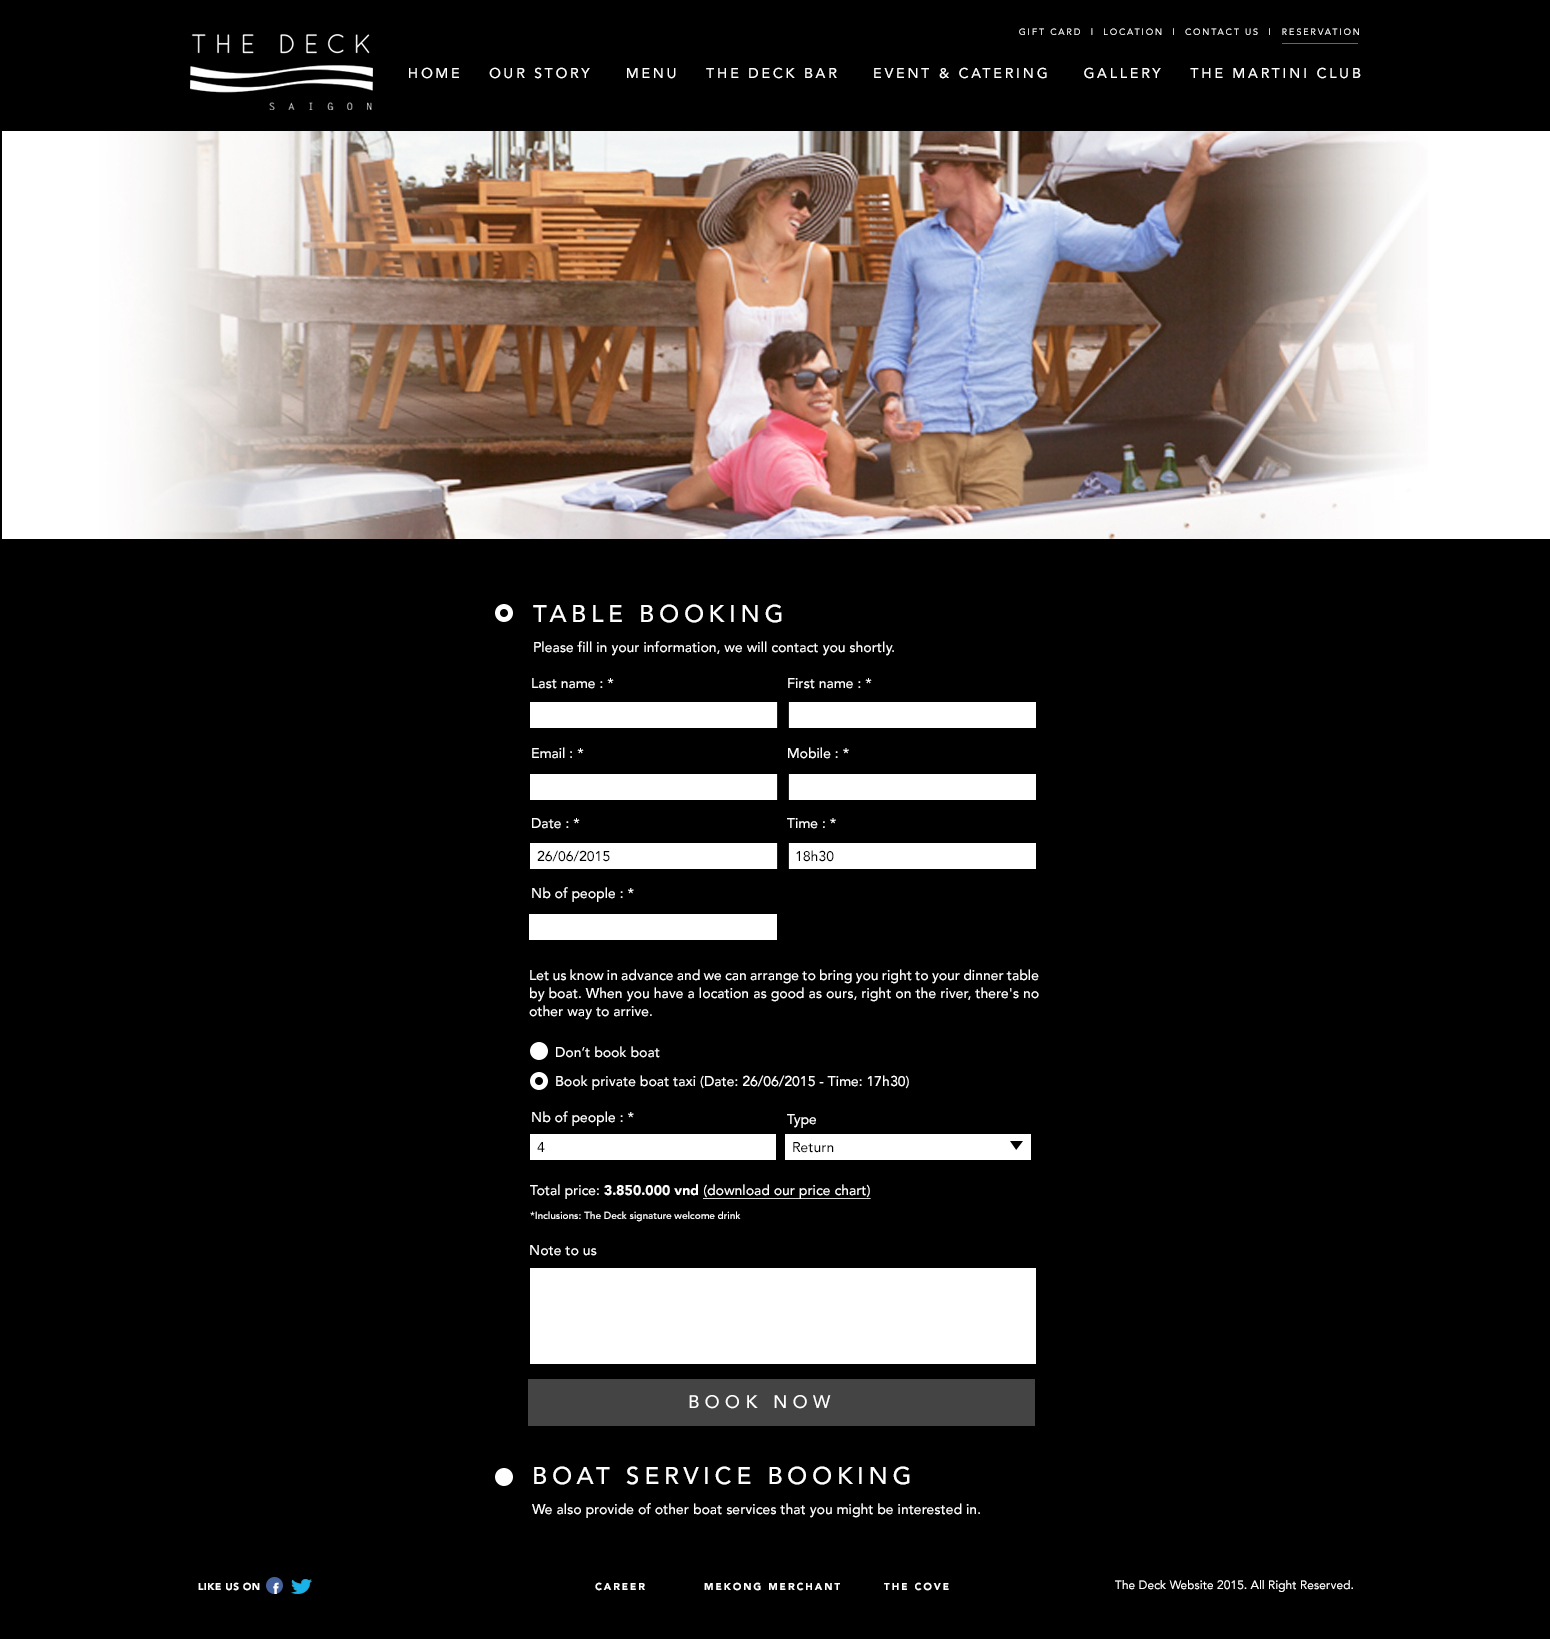 THE DECK
SAIGON
GIFT CARD | LOCATION | CONTACT US | RESERVATION
HOME OUR STORY MENU THE DECK BAR EVENT & CATERING GALLERY THE MARTINI CLUB
TABLE BOOKING
Please fill in your information, we will contact you shortly.
Last name : * First name : *
Email : * Mobile : *
Date : * Time : *
26/06/2015 18h30
Nb of people : *
Let us know in advance and we can arrange to bring you right to your dinner table
by boat. When you have a location as good as ours, right on the river, there's no
other way to arrive.
Don’t book boat
Book private boat taxi (Date: 26/06/2015 - Time: 17h30)
Nb of people : * Type
4 Return
Total price: 3.850.000 vnd (download our price chart)
*Inclusions: The Deck signature welcome drink
Note to us
BOOK NOW
BOAT SERVICE BOOKING
We also provide of other boat services that you might be interested in.
LIKE US ON f CAREER MEKONG MERCHANT THE COVE The Deck Website 2015. All Right Reserved.